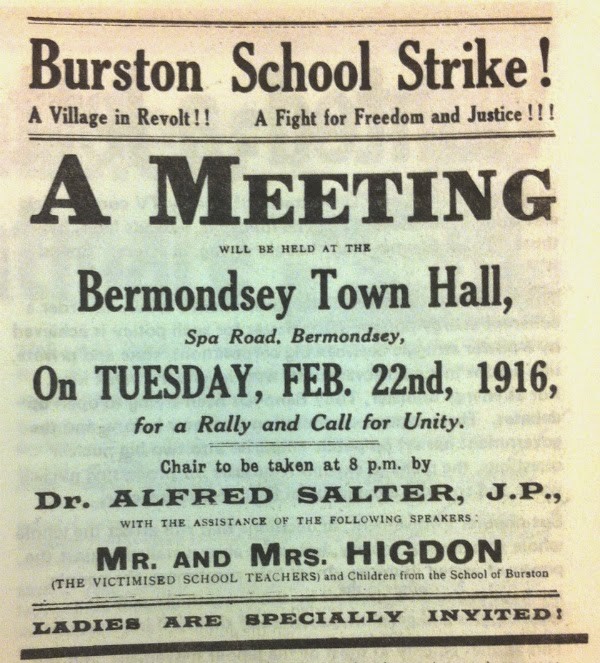 Burston School Strike!
A Village in Revolt!! A Fight for Freedom and Justice!!!
A MEETING
WILL BE HELD AT THE
Bermondsey Town Hall,
Spa Road, Bermondsey,
On TUESDAY, FEB. 22nd, 1916,
for a Rally and Call for Unity.
Chair to be taken at 8 p.m. by
Dr. ALFRED SALTER, J.P.,
WITH THE ASSISTANCE OF THE FOLLOWING SPEAKERS:
MR. AND MRS. HIGDON
(THE VICTIMISED SCHOOL TEACHERS) and Children from the School of Burston
LADIES ARE SPECIALLY INVITED!